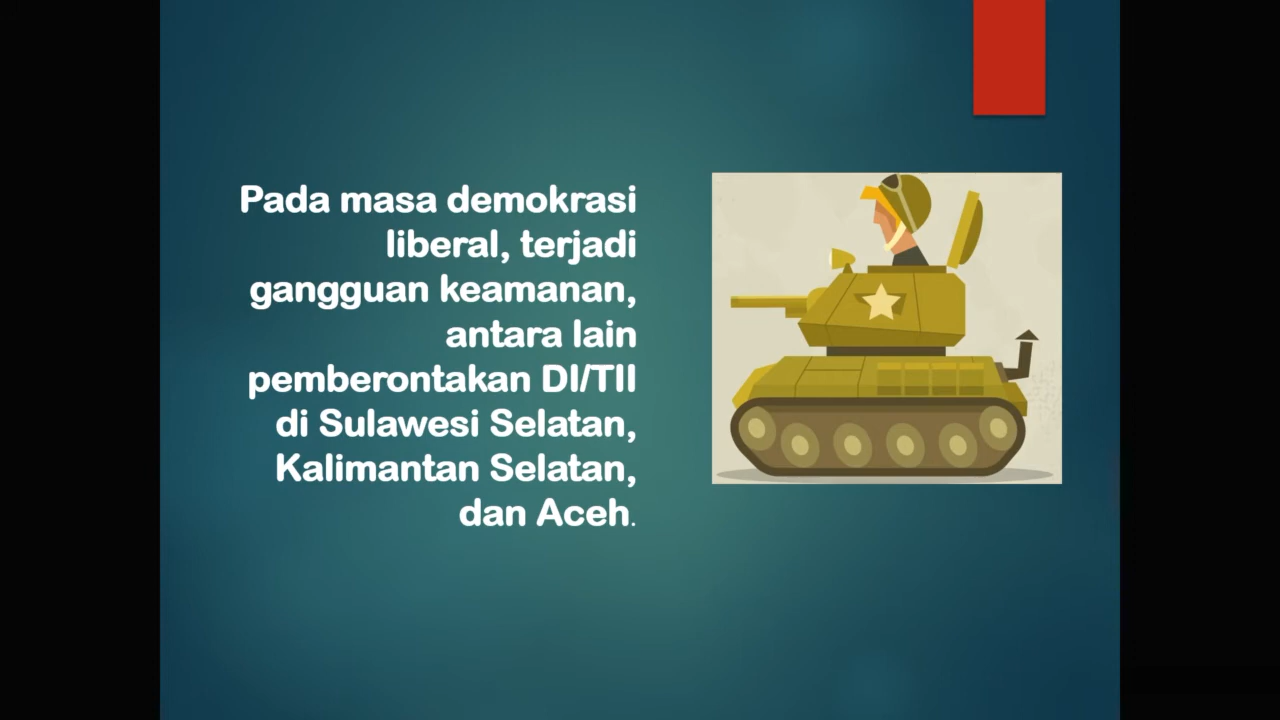 Pada masa demokrasi
liberal, terjadi
gangguan keamanan,
antara lain
pemberontakan DI/TII
di Sulawesi Selatan,
Kalimantan Selatan,
dan Aceh.